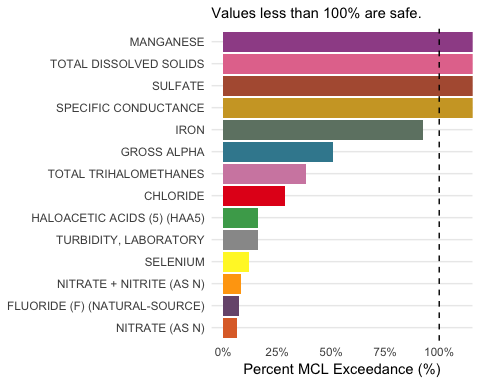 Values less than 100% are safe.
MANGANESE
TOTAL DISSOLVED SOLIDS
SULFATE
SPECIFIC CONDUCTANCE
IRON
GROSS ALPHA
TOTAL TRIHALOMETHANES
CHLORIDE
HALOACETIC ACIDS (5) (HAA5)
TURBIDITY, LABORATORY
SELENIUM
NITRATE + NITRITE (AS N)
FLUORIDE (F) (NATURAL-SOURCE)
NITRATE (AS N)
0% 25% 50% 75% 100%
Percent MCL Exceedance (%)